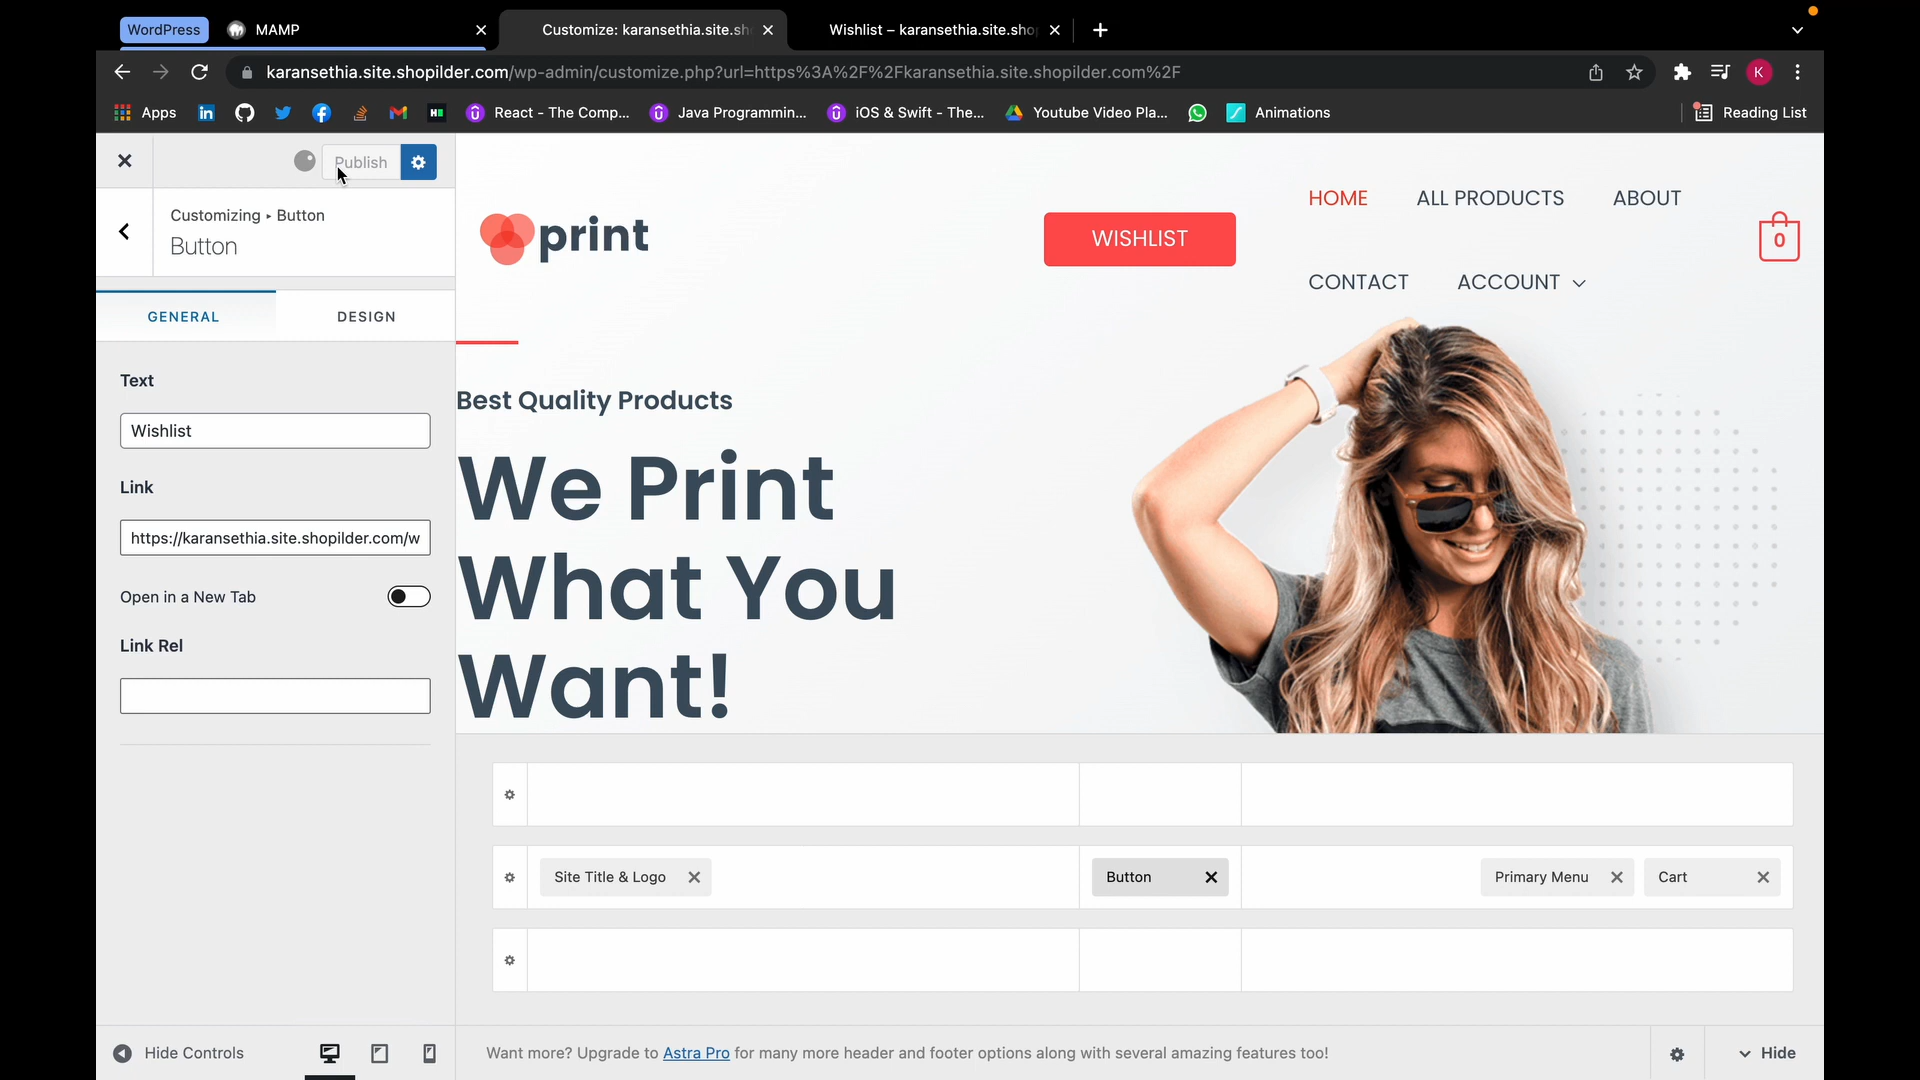 WordPress
MAMP
Customize: karansethia.site.sh
Wishlist – karansethia.site.shop
karansethia.site.shopilder.com/wp-admin/customize.php?url=https%3A%2F%2Fkaransethia.site.shopilder.com%2F
K
Apps
React - The Comp...
Java Programmin...
iOS & Swift - The...
Youtube Video Pla...
Animations
Reading List
Publish
Customizing ▸ Button
Button
GENERAL
DESIGN
Text
Wishlist
Link
https://karansethia.site.shopilder.com/w
Open in a New Tab
Link Rel
print
WISHLIST
HOME
ALL PRODUCTS
ABOUT
CONTACT
ACCOUNT
0
Best Quality Products
We Print
What You
Want!
Site Title & Logo
Button
Primary Menu
Cart
Hide Controls
Want more? Upgrade to Astra Pro for many more header and footer options along with several amazing features too!
Hide